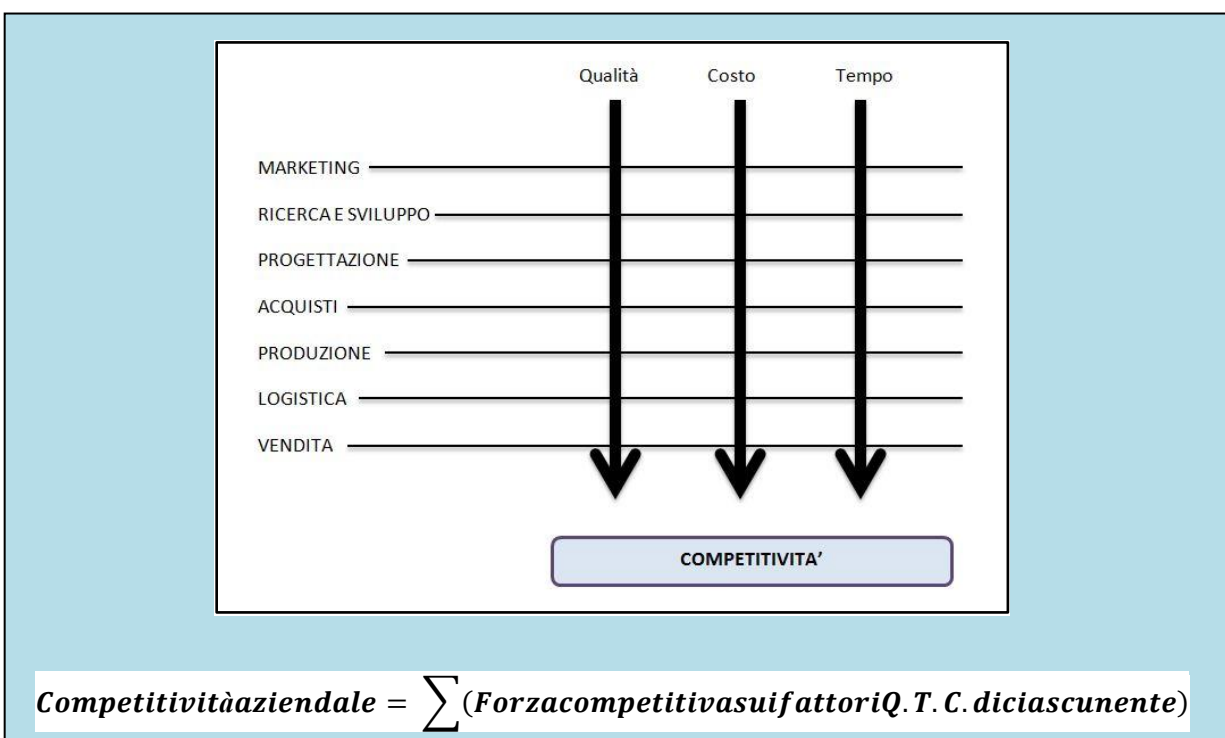 Qualità Costo Tempo
MARKETING
RICERCA E SVILUPPO
PROGETTAZIONE
ACQUISTI
PRODUZIONE
LOGISTICA
VENDITA
COMPETITIVITA’
Competitivitàaziendale = ∑(ForzacompetitivasuifattoriQ.T.C.diciascunente)